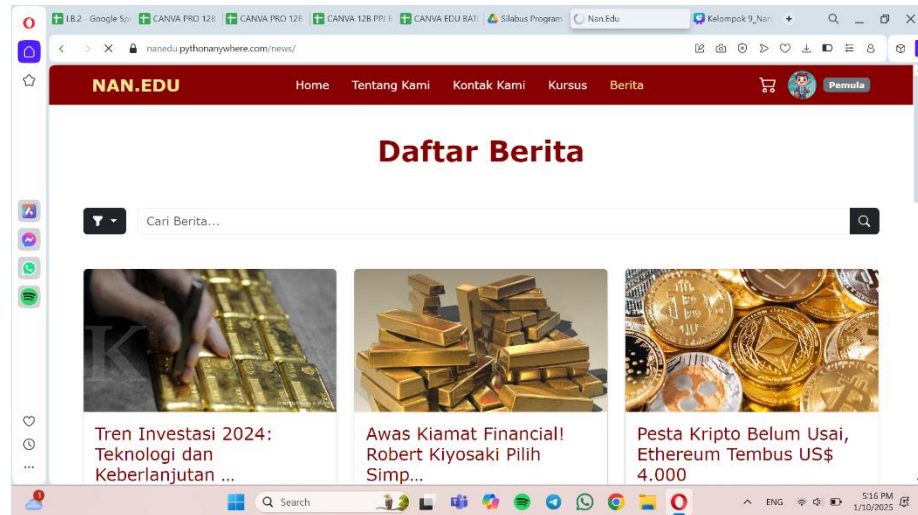 I.B.2 - Google Spr
CANVA PRO 128
CANVA PRO 128
CANVA 12B PPJ
CANVA EDU BAT
Silabus Program
Nan.Edu
Kelompok 9_Nan
nanedu.pythonanywhere.com/news/
NAN.EDU
Home
Tentang Kami
Kontak Kami
Kursus
Berita
Pemula
Daftar Berita
Cari Berita...
K
Tren Investasi 2024:
Teknologi dan
Keberlanjutan ...
Awas Kiamat Financial!
Robert Kiyosaki Pilih
Simp...
Pesta Kripto Belum Usai,
Ethereum Tembus US$
4.000
Search
ENG
5:16 PM
1/10/2025